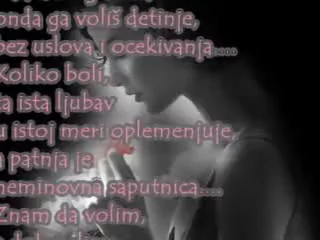 onda ga voliš detinje,
bez uslova i ocekivanja....
Koliko boli,
ta ista ljubav
u istoj meri oplemenjuje,
a patnja je
neminovna saputnica....
Znam da volim,